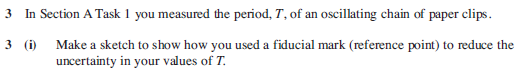 3 In Section A Task 1 you measured the period, T, of an oscillating chain of paper clips.
3 (i) Make a sketch to show how you used a fiducial mark (reference point) to reduce the
uncertainty in your values of T.